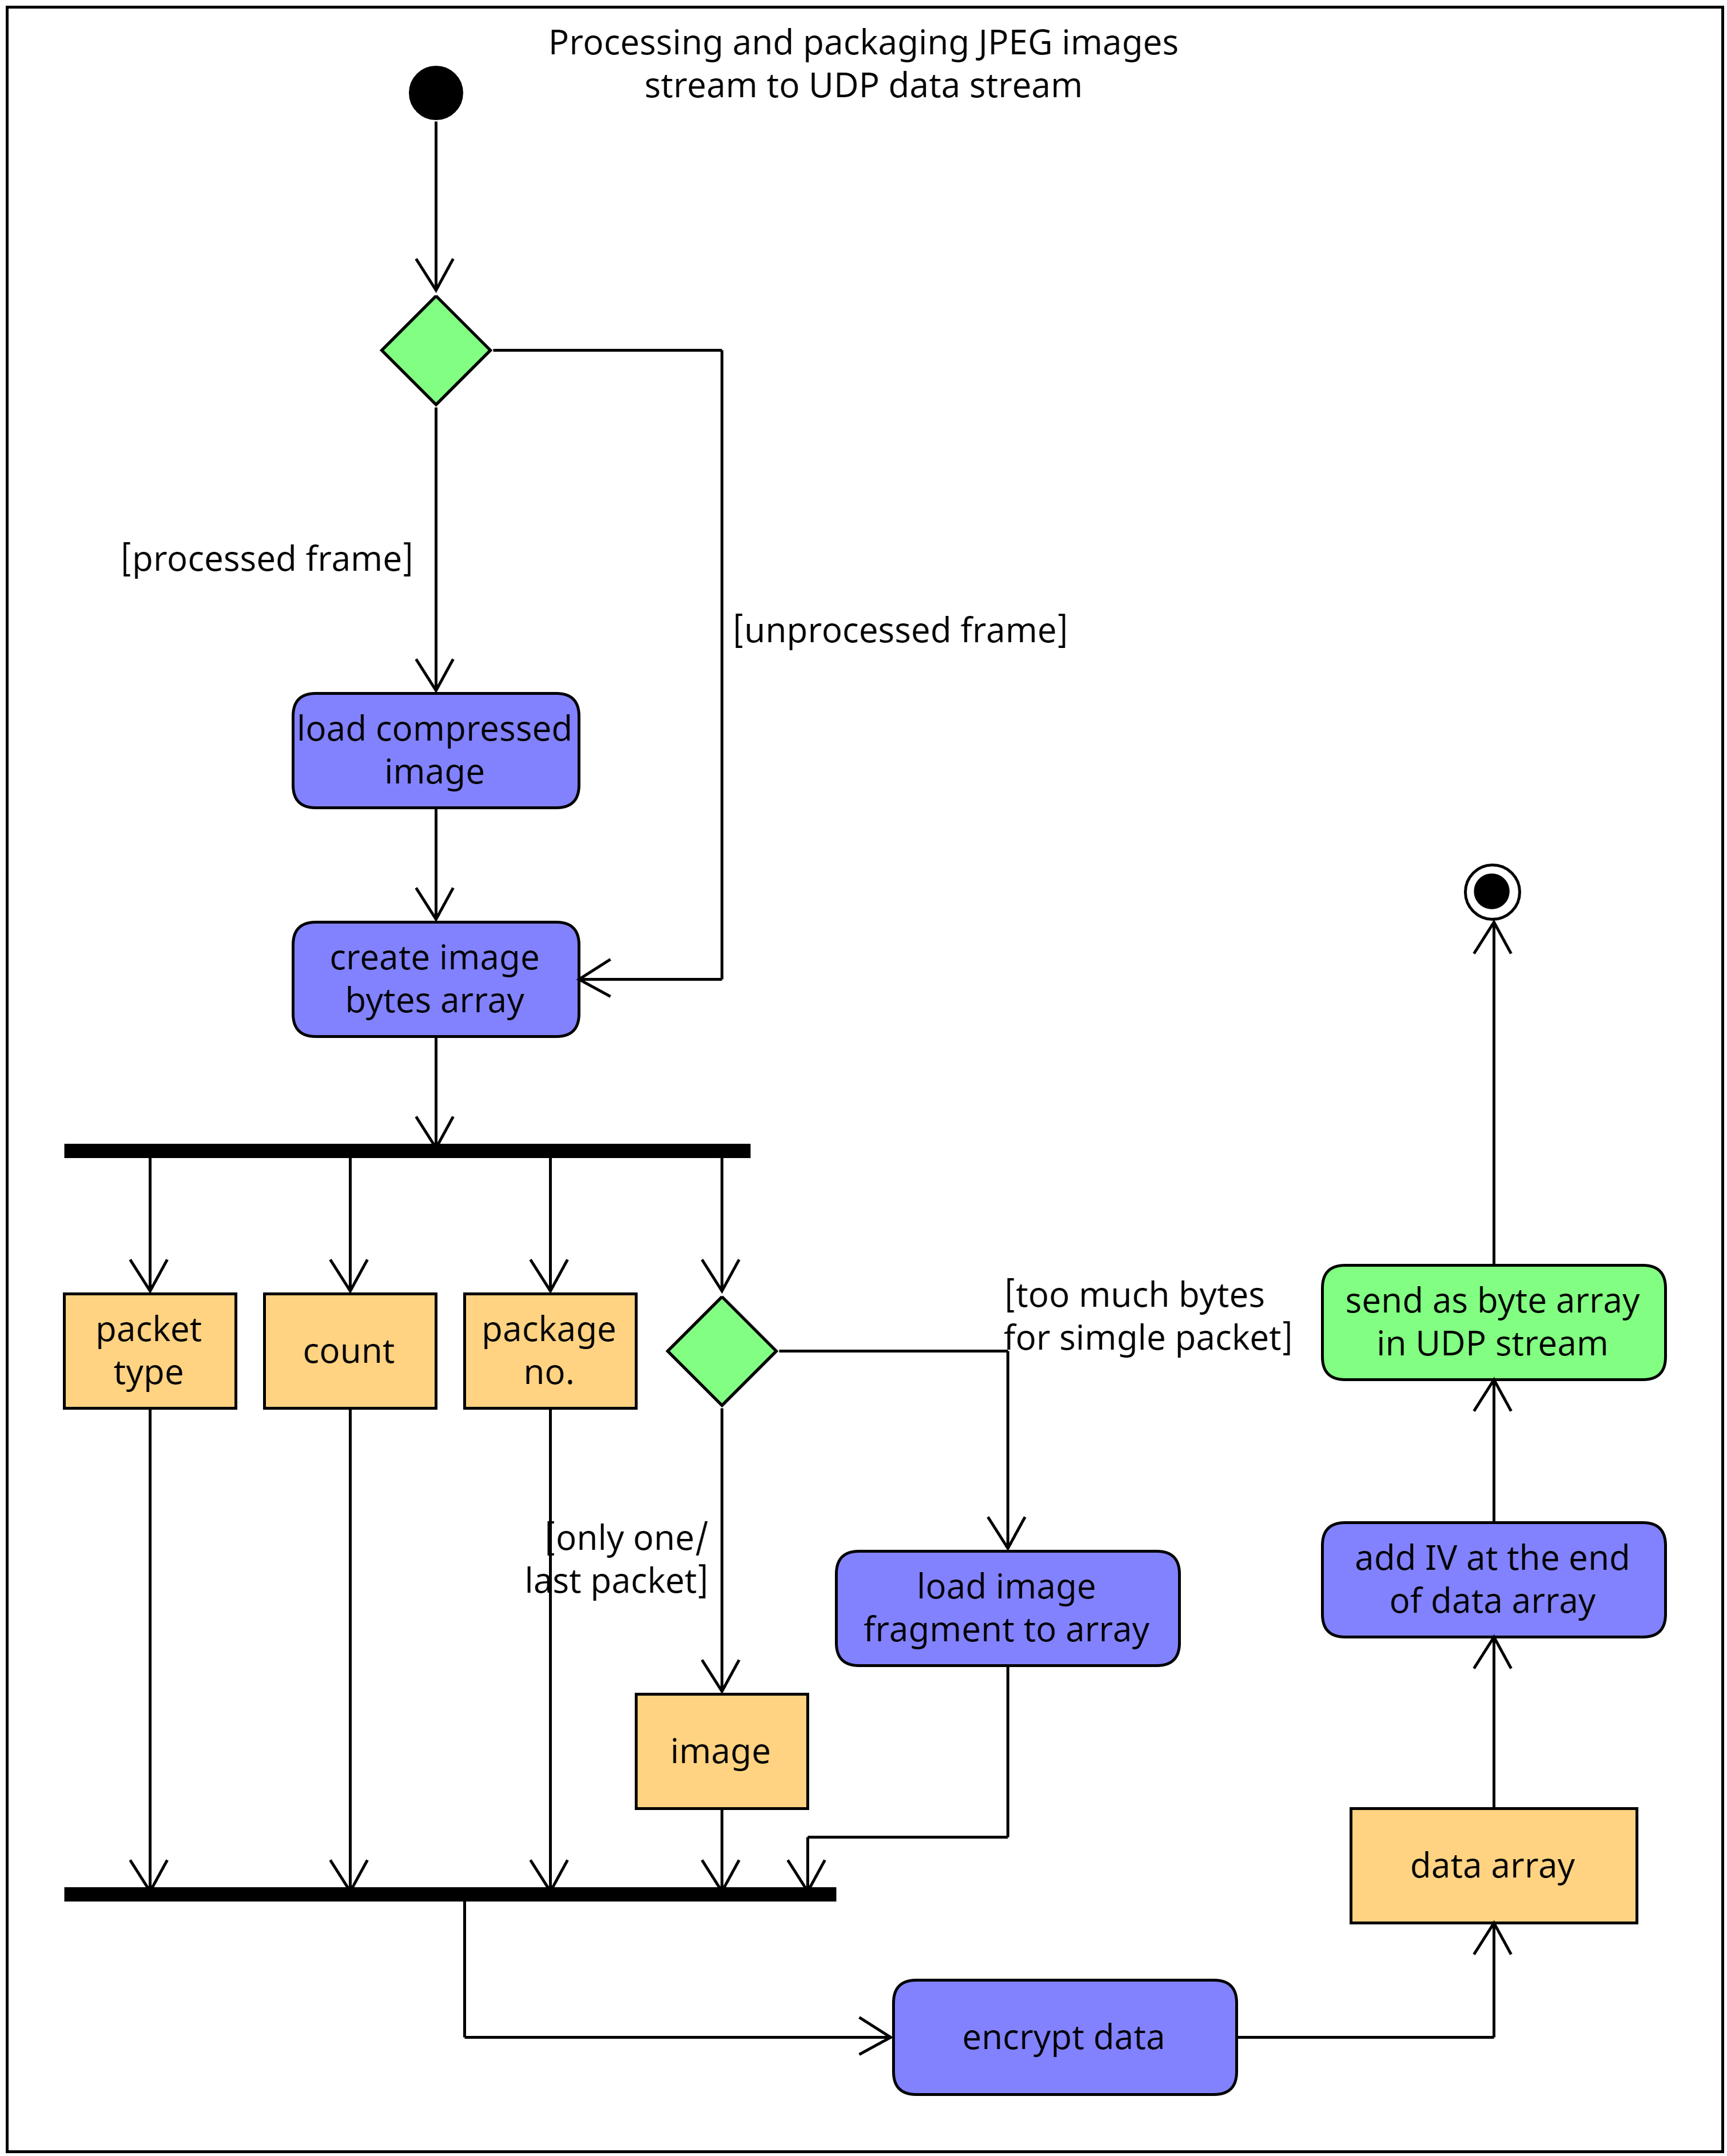 Processing and packaging JPEG images
stream to UDP data stream
[processed frame]
[unprocessed frame]
load compressed
image
create image
bytes array
packet
type
count
package
no.
[too much bytes
for simgle packet]
[only one/
last packet]
load image
fragment to array
image
encrypt data
data array
add IV at the end
of data array
send as byte array
in UDP stream